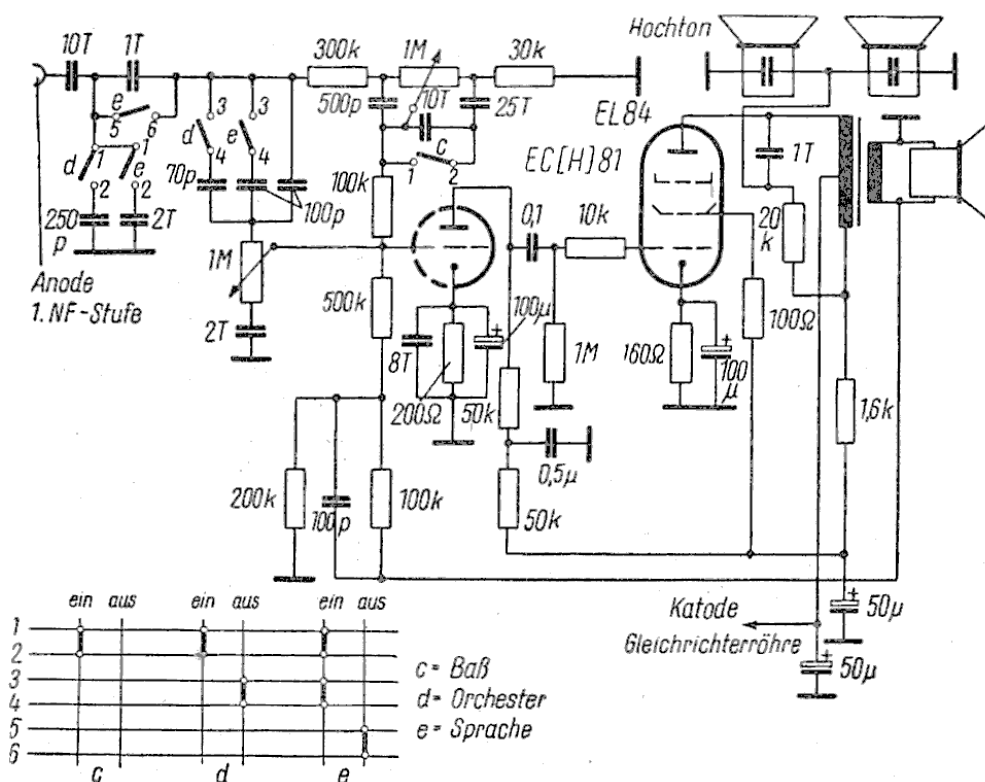 10T
1T
300k
1M
30k
Hochton
e
5 6
3
3
500p
10T
25T
EL84
d
e
d
1
1
e
4
4
c
1 2
EC[H]81
1T
2
2
70p
100p
100k
0,1
10k
20
k
250
p
2T
1M
Anode
1. NF-Stufe
500k
100μ
100Ω
2T
8T
1M
160Ω
100
μ
200Ω
50k
1,6k
0,5μ
200k
100p
100k
50k
ein aus ein aus ein aus
Katode
Gleichrichterröhre
50μ
50μ
1
2
3
4
5
6
c = Baß
d = Orchester
e = Sprache
c d e